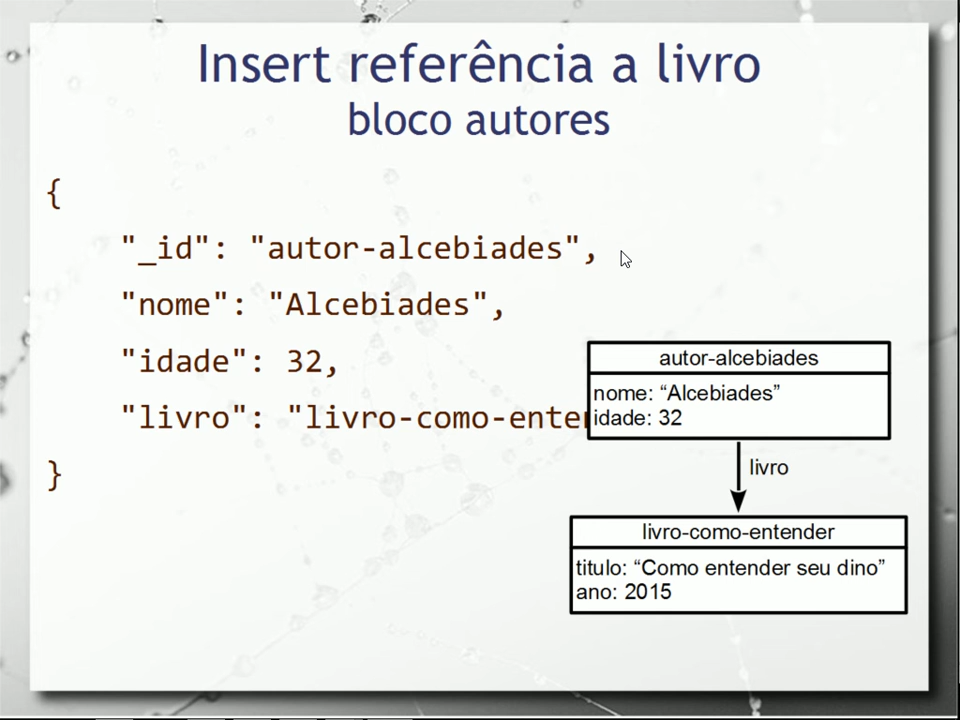 Insert referência a livro
bloco autores
{
"_id": "autor-alcebiades",
"nome": "Alcebiades",
"idade": 32,
"livro": "livro-como-enten
}
autor-alcebiades
nome: “Alcebiades”
idade: 32
livro
livro-como-entender
titulo: “Como entender seu dino”
ano: 2015